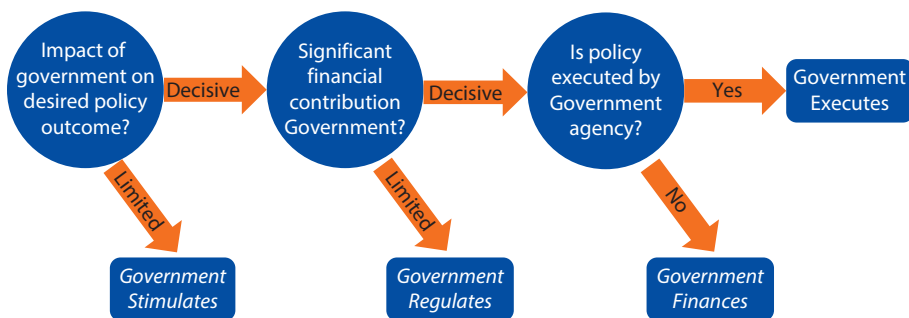 Impact of
government on
desired policy
outcome?
Decisive
Significant
financial
contribution
Government?
Decisive
Is policy
executed by
Government
agency?
Yes
Government
Executes
Limited
Limited
No
Government
Stimulates
Government
Regulates
Government
Finances